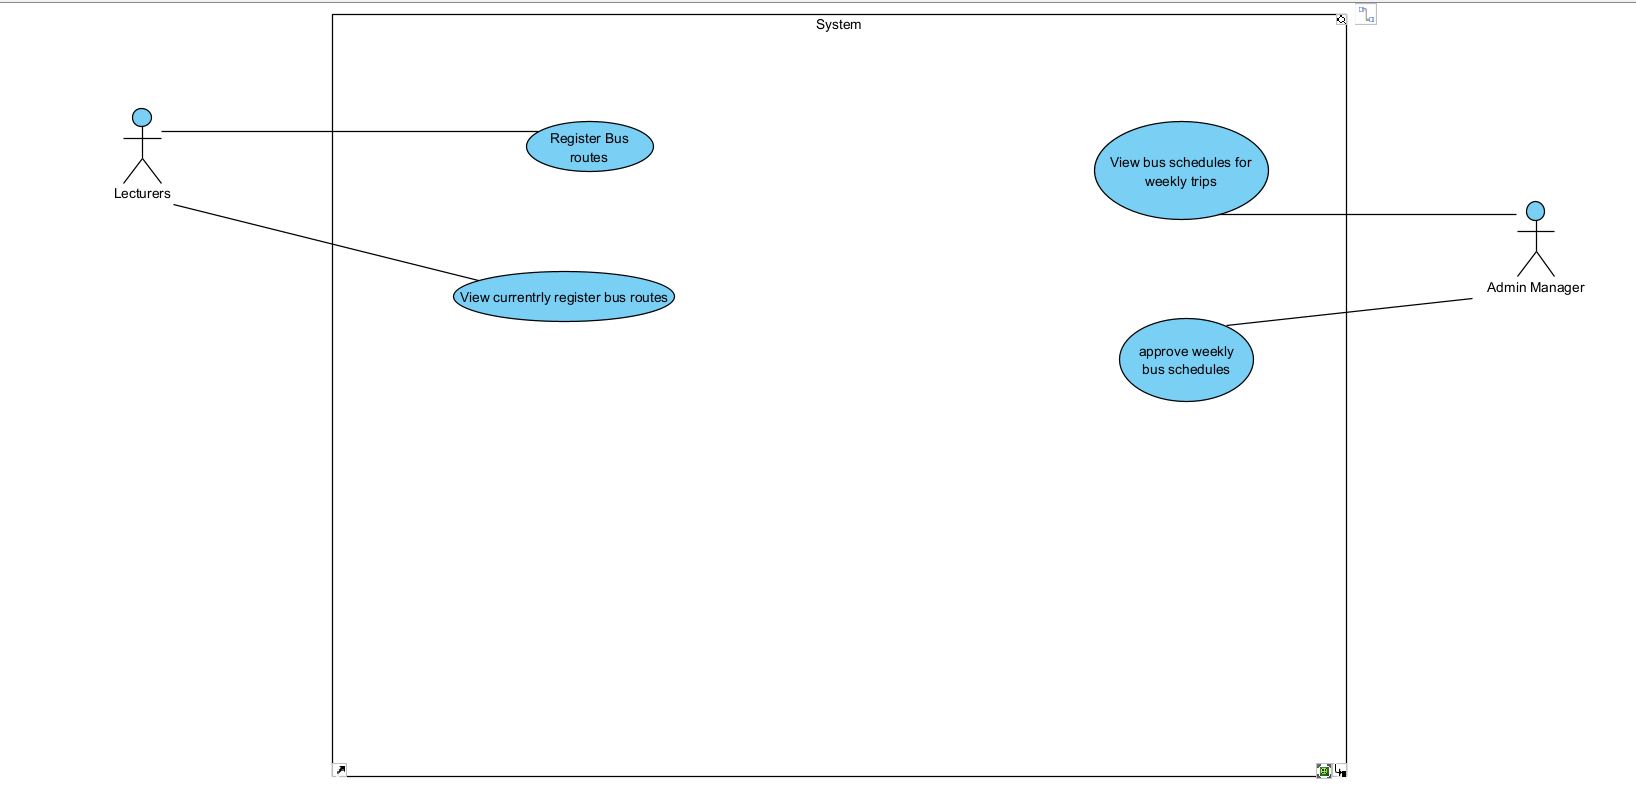 System
Register Bus
routes
Lecturers
View currentrly register bus routes
View bus schedules for
weekly trips
Admin Manager
approve weekly
bus schedules